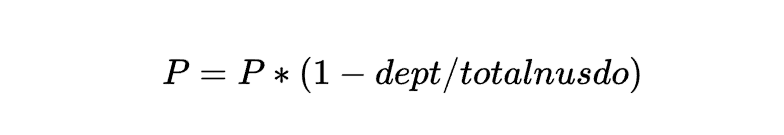 P = P * (1 − dept/totalnusdo)